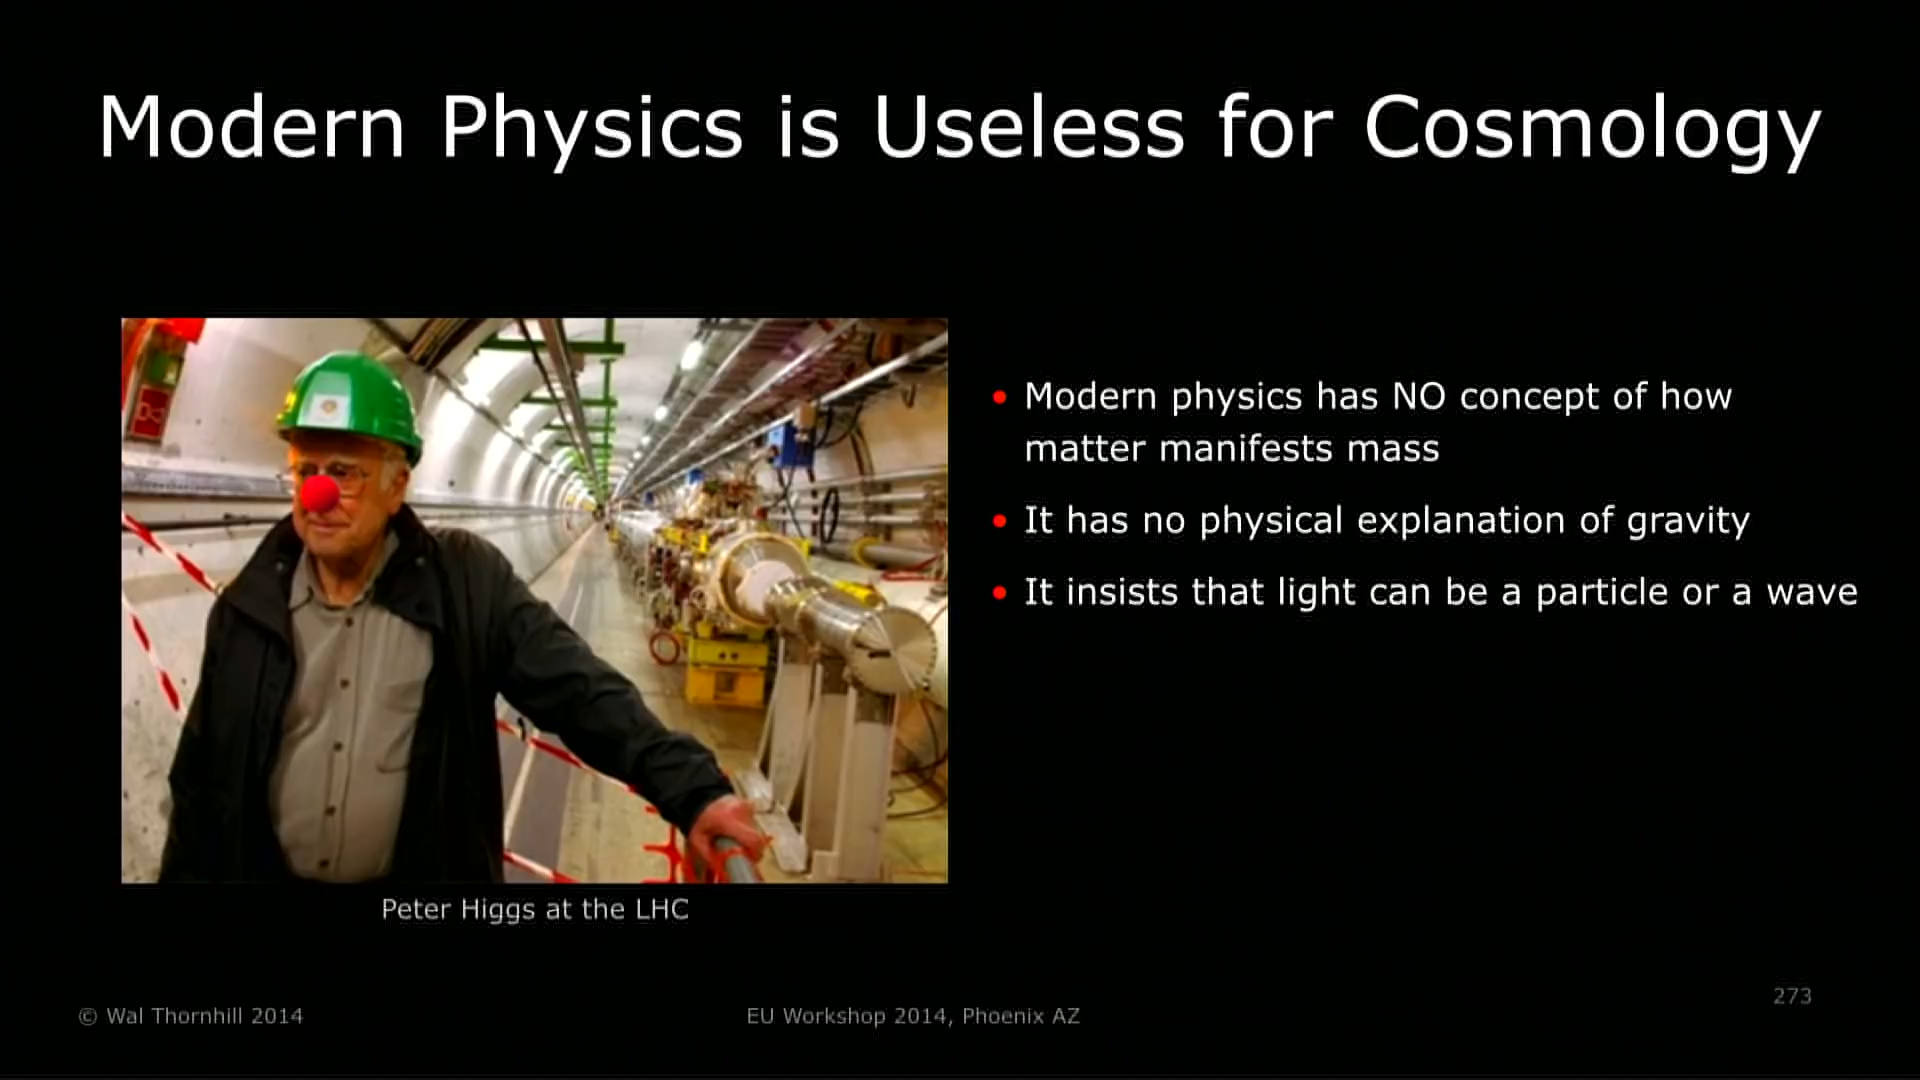 Modern Physics is Useless for Cosmology
• Modern physics has NO concept of how
matter manifests mass
• It has no physical explanation of gravity
• It insists that light can be a particle or a wave
Peter Higgs at the LHC
© Wal Thornhill 2014
EU Workshop 2014, Phoenix AZ
273